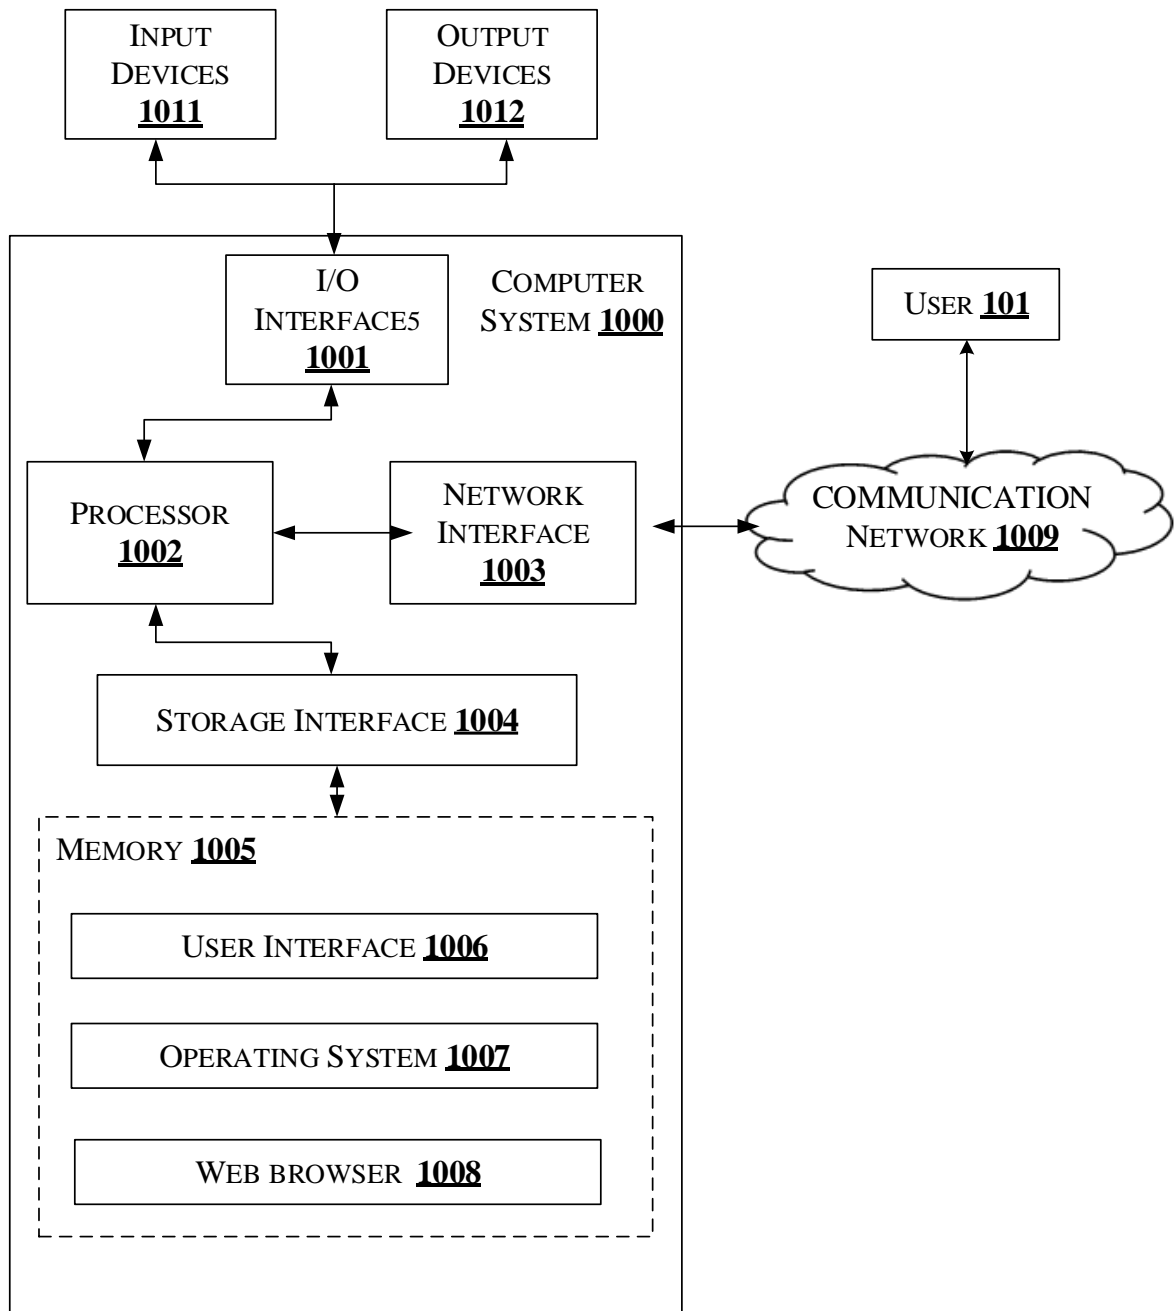 INPUT
DEVICES
1011
OUTPUT
DEVICES
1012
I/O
INTERFACE5
1001
COMPUTER
SYSTEM 1000
USER 101
PROCESSOR
1002
NETWORK
INTERFACE
1003
COMMUNICATION
NETWORK 1009
STORAGE INTERFACE 1004
MEMORY 1005
USER INTERFACE 1006
OPERATING SYSTEM 1007
WEB BROWSER 1008